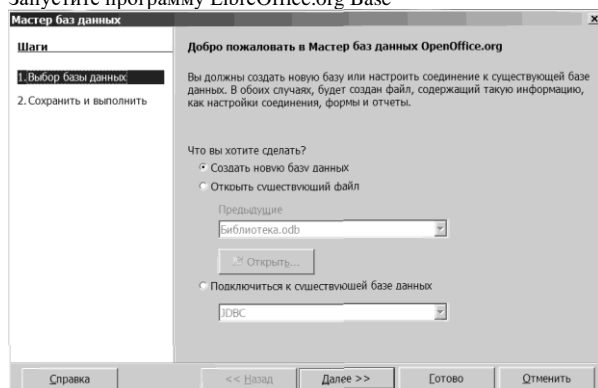 Запустите программу LibreOffice.org Base
Мастер баз данных
x
Шаги
1.Выбор базы данных
2.Сохранить и выполнить
Добро пожаловать в Мастер баз данных OpenOffice.org
Вы должны создать новую базу или настроить соединение к существующей базе
данных. В обоих случаях, будет создан файл, содержащий такую информацию,
как настройки соединения, формы и отчеты.
Что вы хотите сделать?
Создать новую базу данных
Открыть существующий файл
Предыдущие
Библиотека.odb
Открыть...
Подключиться к существующей базе данных
JDBC
Справка
<< Назад
Далее >>
Готово
Отменить